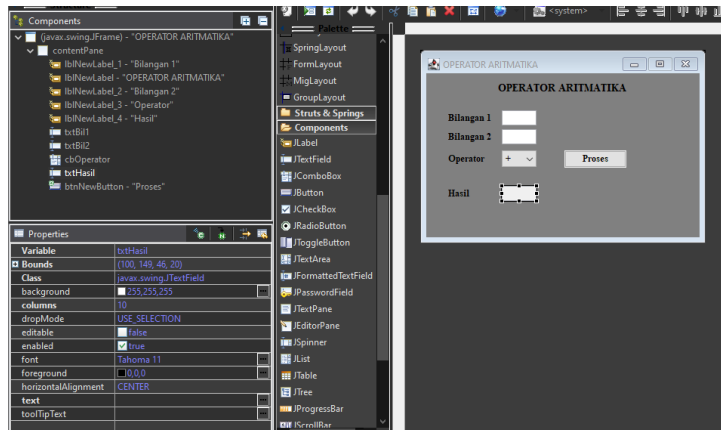 Components
(javax.swing.JFrame) - "OPERATOR ARITMATIKA"
contentPane
lblNewLabel_1 - "Bilangan 1"
lblNewLabel - "OPERATOR ARITMATIKA"
lblNewLabel_2 - "Bilangan 2"
lblNewLabel_3 - "Operator"
lblNewLabel_4 - "Hasil"
txtBil1
txtBil2
cbOperator
txtHasil
btnNewButton - "Proses"
Properties
Variable txtHasil
Bounds (100, 149, 46, 20)
Class javax.swing.JTextField
background 255,255,255
columns 10
dropMode USE_SELECTION
editable false
enabled true
font Tahoma 11
foreground 0,0,0
horizontalAlignment CENTER
text
toolTipText
<system>
Palette
SpringLayout
FormLayout
MigLayout
GroupLayout
Struts & Springs
Components
JLabel
JTextField
JComboBox
JButton
JCheckBox
JRadioButton
JToggleButton
JTextArea
JFormattedTextField
JPasswordField
JTextPane
JEditorPane
JSpinner
JList
JTable
JTree
JProgressBar
JScrollBar
OPERATOR ARITMATIKA
OPERATOR ARITMATIKA
Bilangan 1
Bilangan 2
Operator + Proses
Hasil